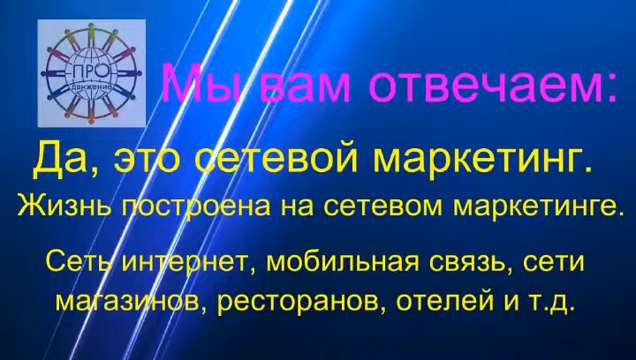 ПРО
движение
Мы вам отвечаем:
Да, это сетевой маркетинг.
Жизнь построена на сетевом маркетинге.
Сеть интернет, мобильная связь, сети
магазинов, ресторанов, отелей и т.д.